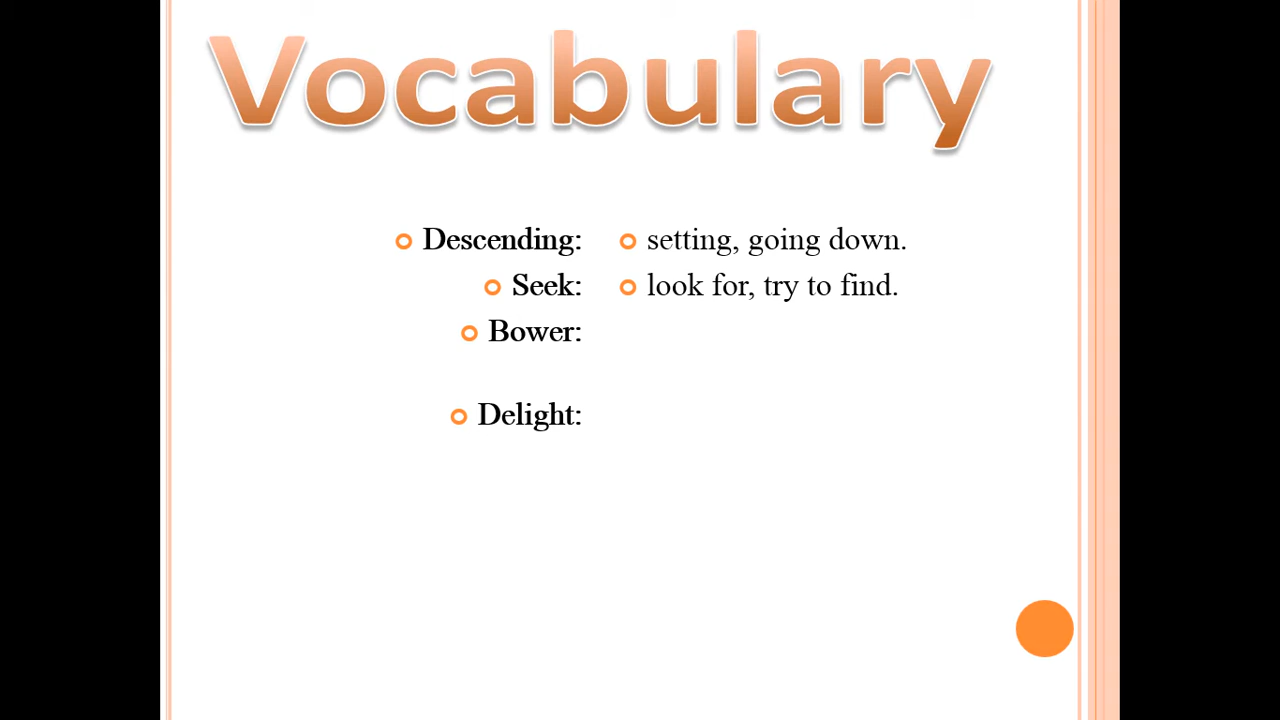 Vocabulary
Descending: setting, going down.
Seek: look for, try to find.
Bower:
Delight: